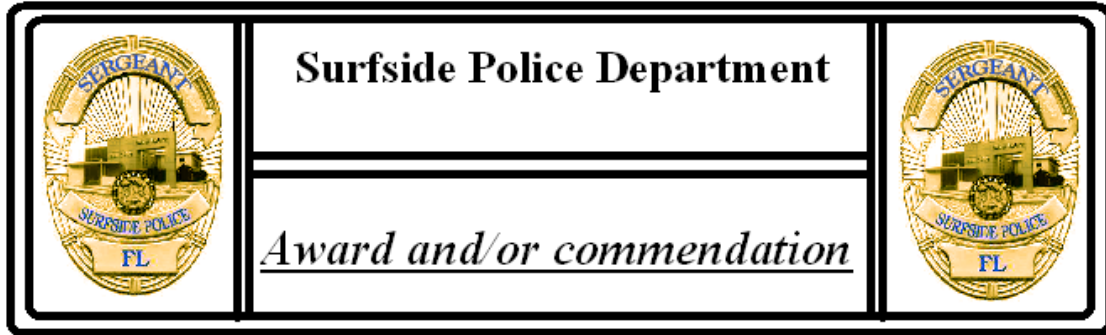 SERGEANT
SURFSIDE POLICE
FL
Surfside Police Department
Award and/or commendation
SERGEANT
SURFSIDE POLICE
FL